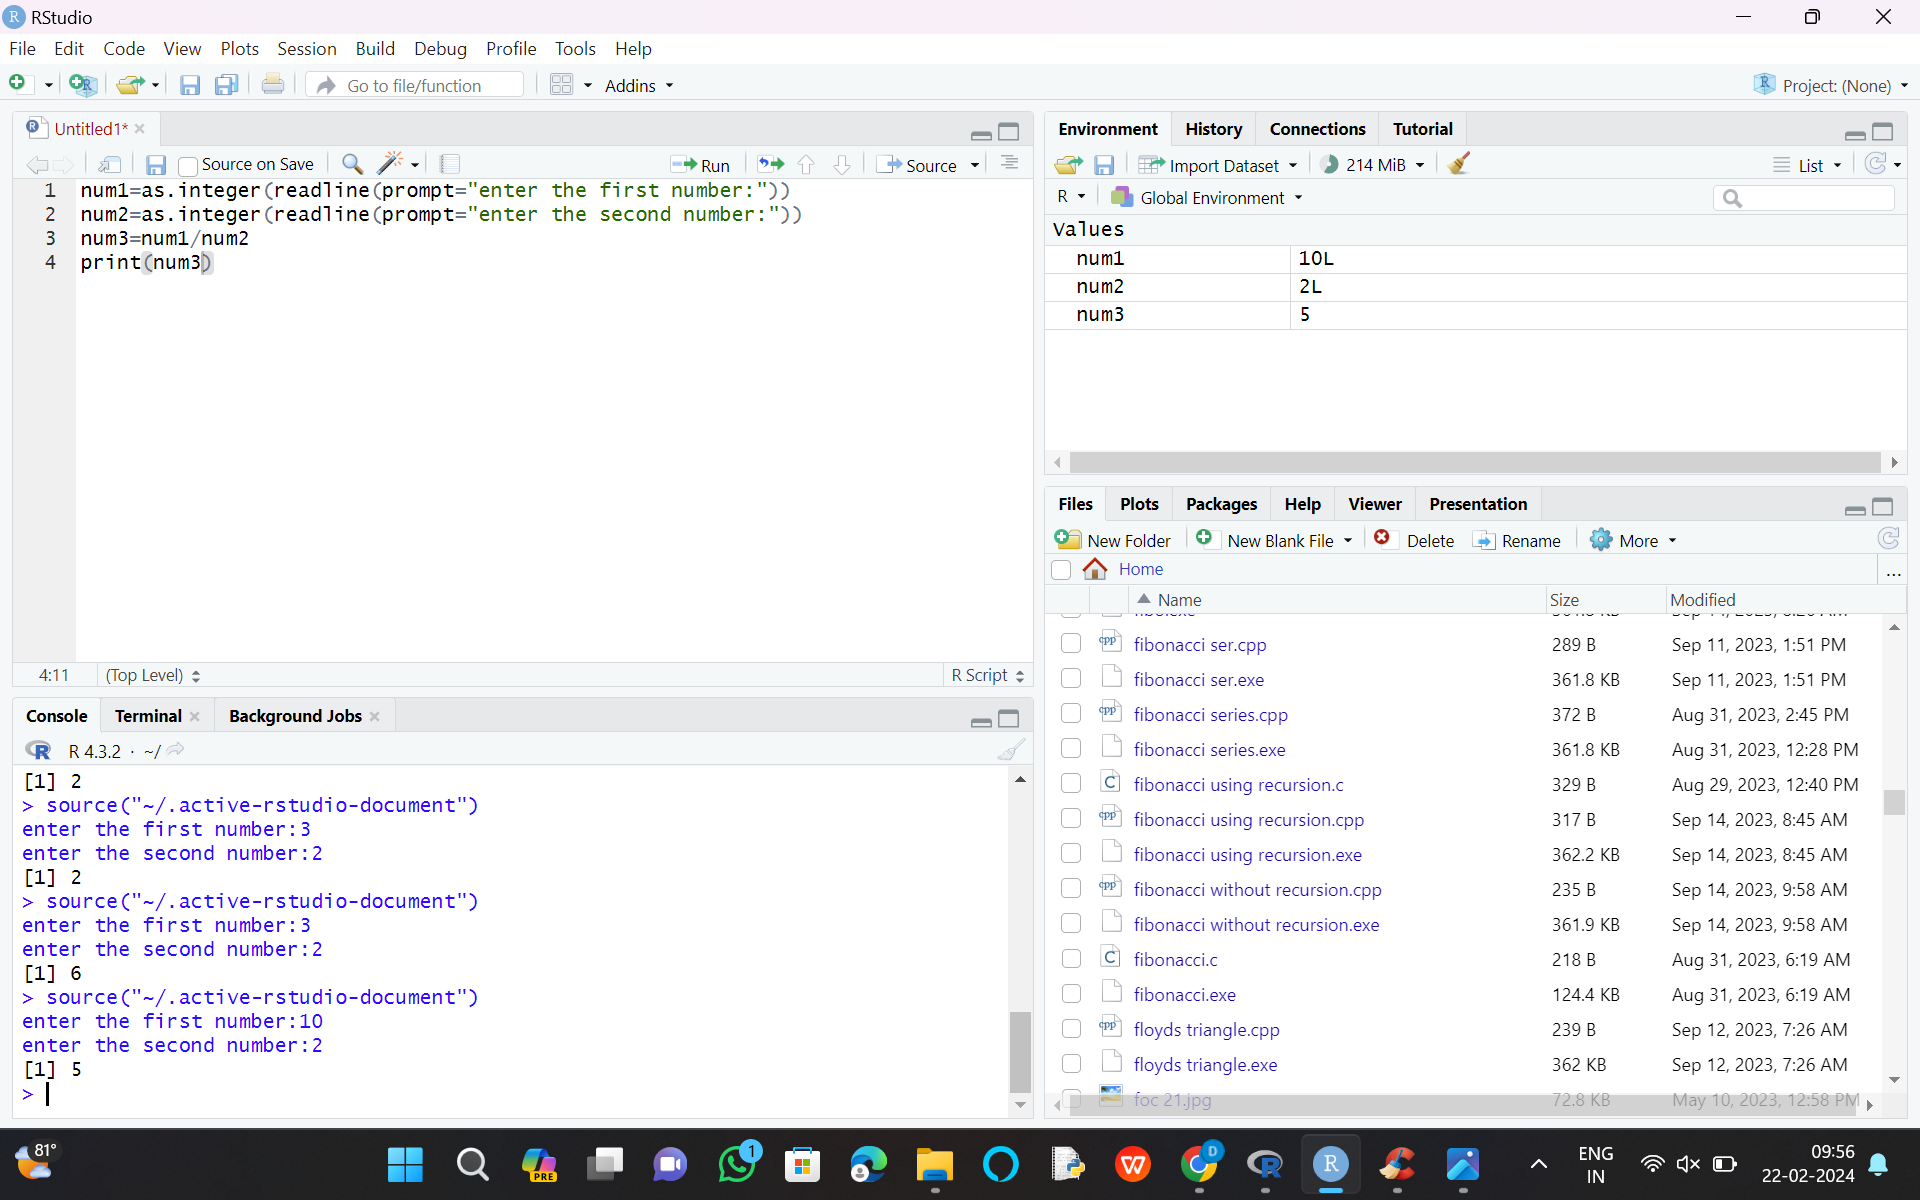 RStudio
File Edit Code View Plots Session Build Debug Profile Tools Help
Go to file/function Addins Project: (None)
Untitled1*
Source on Save Run Source
1 num1=as.integer(readline(prompt="enter the first number:"))
2 num2=as.integer(readline(prompt="enter the second number:"))
3 num3=num1/num2
4 print(num3)
4:11 (Top Level) R Script
Console Terminal Background Jobs
R 4.3.2 · ~/
[1] 2
> source("~/.active-rstudio-document")
enter the first number:3
enter the second number:2
[1] 2
> source("~/.active-rstudio-document")
enter the first number:3
enter the second number:2
[1] 6
> source("~/.active-rstudio-document")
enter the first number:10
enter the second number:2
[1] 5
>
Environment History Connections Tutorial
Import Dataset 214 MiB List
R Global Environment
Values
num1 10L
num2 2L
num3 5
Files Plots Packages Help Viewer Presentation
New Folder New Blank File Delete Rename More
Home ...
Name Size Modified
fibonacci ser.cpp 289 B Sep 11, 2023, 1:51 PM
fibonacci ser.exe 361.8 KB Sep 11, 2023, 1:51 PM
fibonacci series.cpp 372 B Aug 31, 2023, 2:45 PM
fibonacci series.exe 361.8 KB Aug 31, 2023, 12:28 PM
fibonacci using recursion.c 329 B Aug 29, 2023, 12:40 PM
fibonacci using recursion.cpp 317 B Sep 14, 2023, 8:45 AM
fibonacci using recursion.exe 362.2 KB Sep 14, 2023, 8:45 AM
fibonacci without recursion.cpp 235 B Sep 14, 2023, 9:58 AM
fibonacci without recursion.exe 361.9 KB Sep 14, 2023, 9:58 AM
fibonacci.c 218 B Aug 31, 2023, 6:19 AM
fibonacci.exe 124.4 KB Aug 31, 2023, 6:19 AM
floyds triangle.cpp 239 B Sep 12, 2023, 7:26 AM
floyds triangle.exe 362 KB Sep 12, 2023, 7:26 AM
foc 21.jpg 72.8 KB May 10, 2023, 12:58 PM
81° PRE 1 W D R R ENG 09:56
IN 22-02-2024